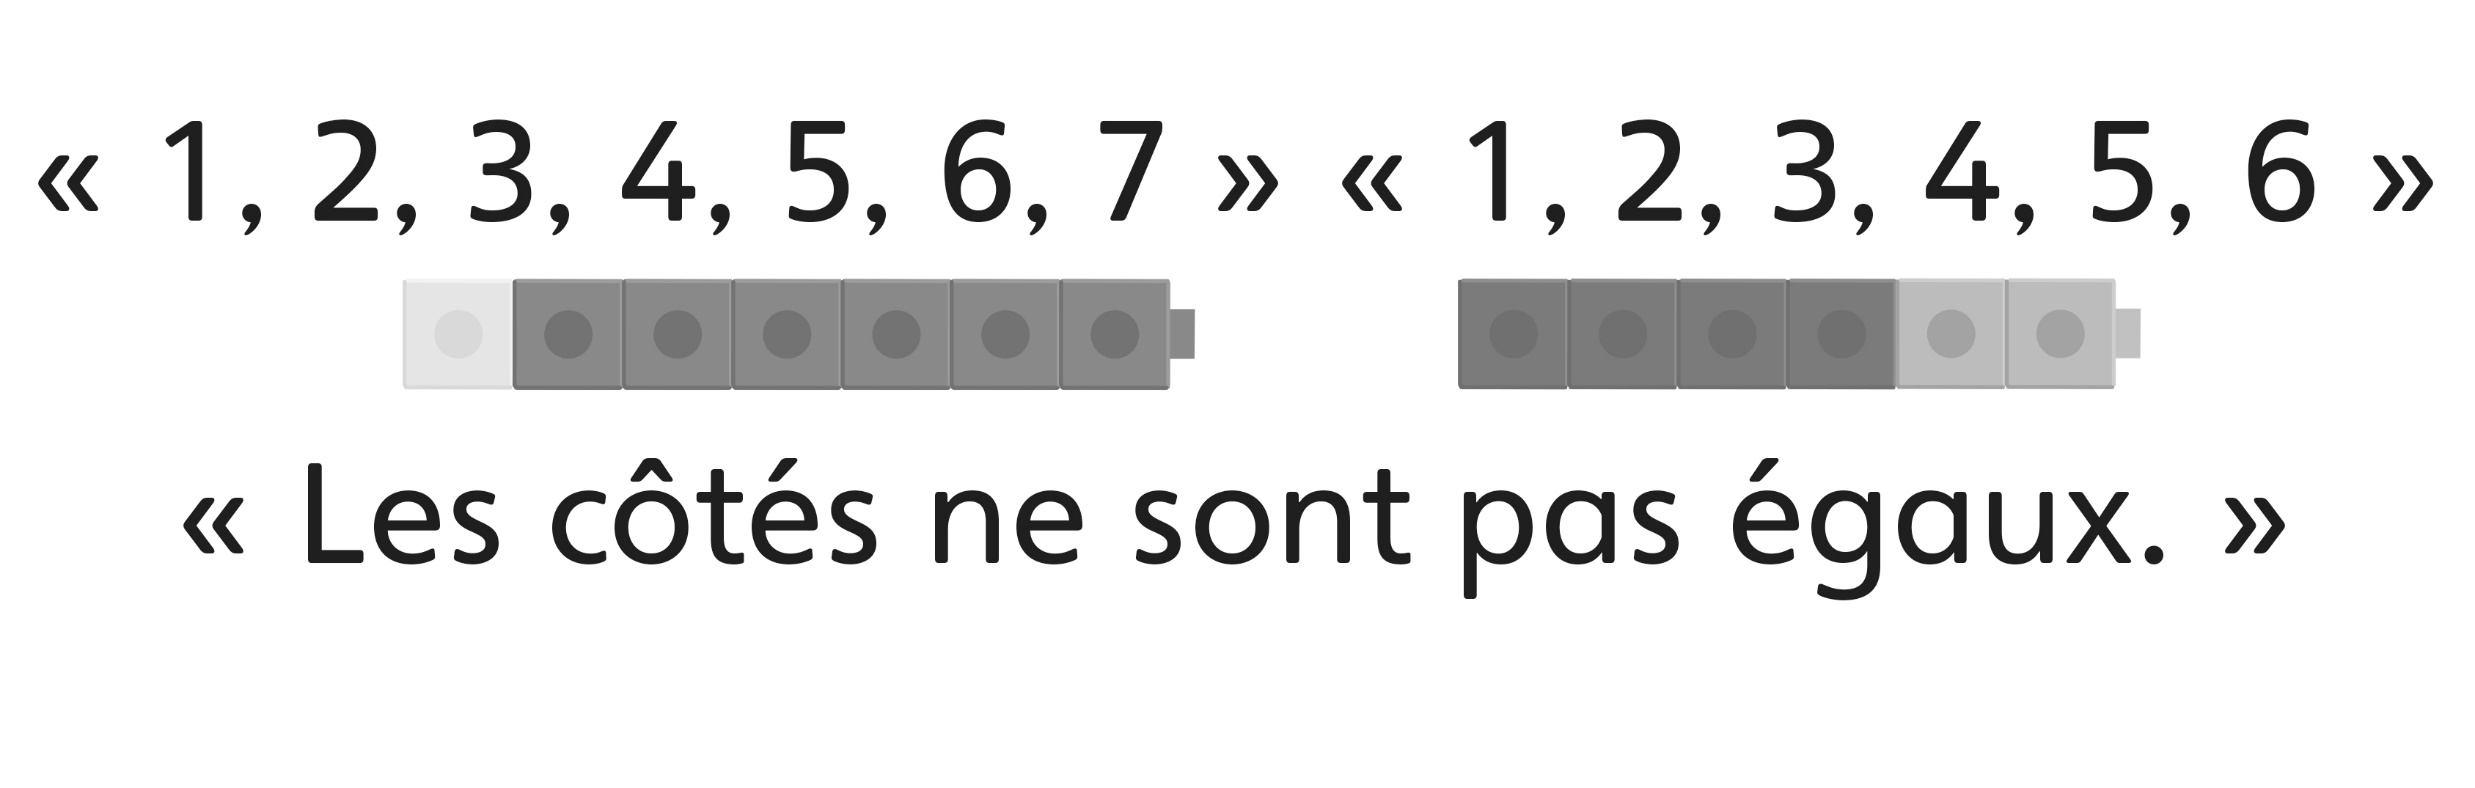 « 1, 2, 3, 4, 5, 6, 7 » « 1, 2, 3, 4, 5, 6 »
« Les côtés ne sont pas égaux. »